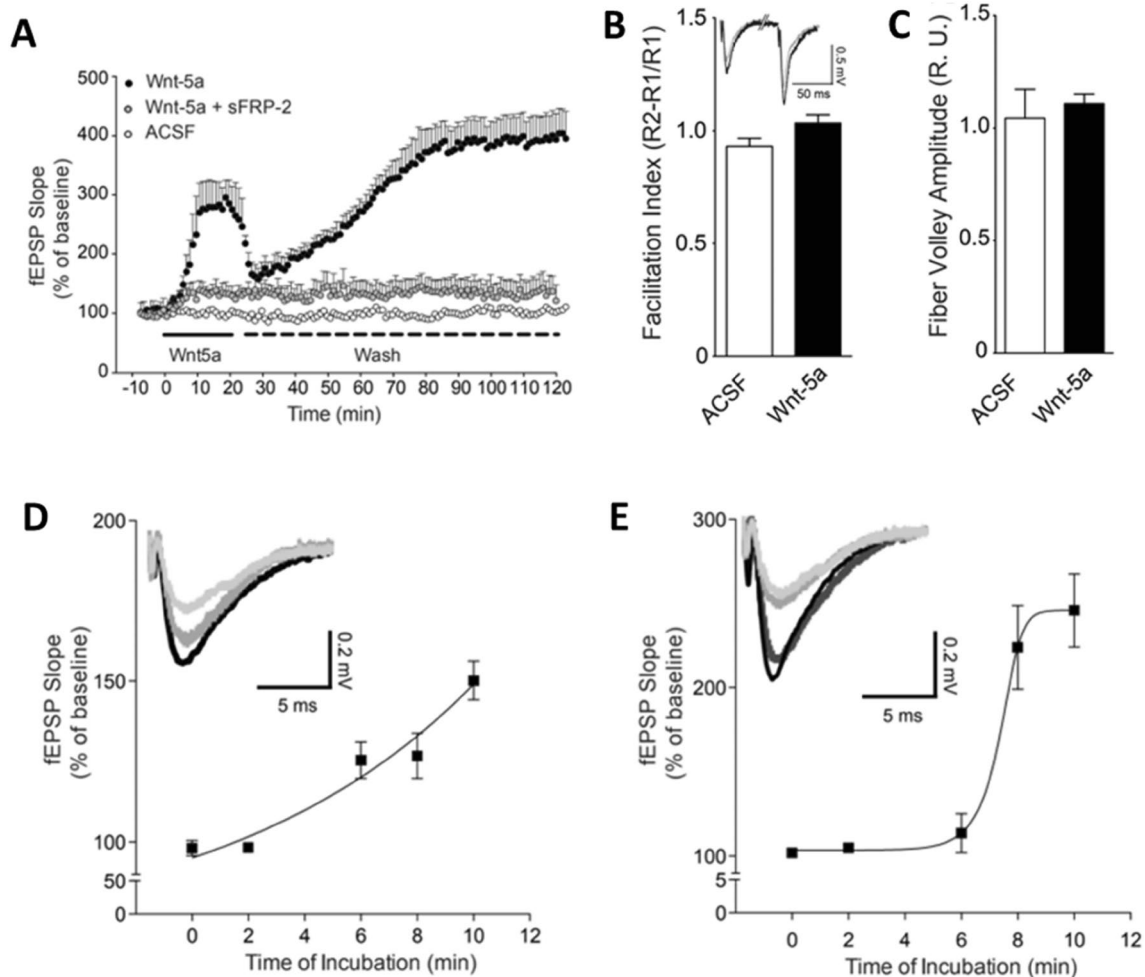 A
fEPSP Slope
(% of baseline)
500
400
300
200
100
0
Wnt-5a
Wnt-5a + sFRP-2
ACSF
Wnt5a
Wash
-10 0 10 20 30 40 50 60 70 80 90 100 110 120
Time (min)
B
Facilitation Index (R2-R1/R1)
1.5
1.0
0.5
0
0.5 mV
50 ms
ACSF
Wnt-5a
C
Fiber Volley Amplitude (R. U.)
1.5
1.0
0.5
0
ACSF
Wnt-5a
D
fEPSP Slope
(% of baseline)
200
150
100
50
0
0.2 mV
5 ms
0 2 4 6 8 10 12
Time of Incubation (min)
E
fEPSP Slope
(% of baseline)
300
200
100
5
0
0.2 mV
5 ms
0 2 4 6 8 10 12
Time of Incubation (min)